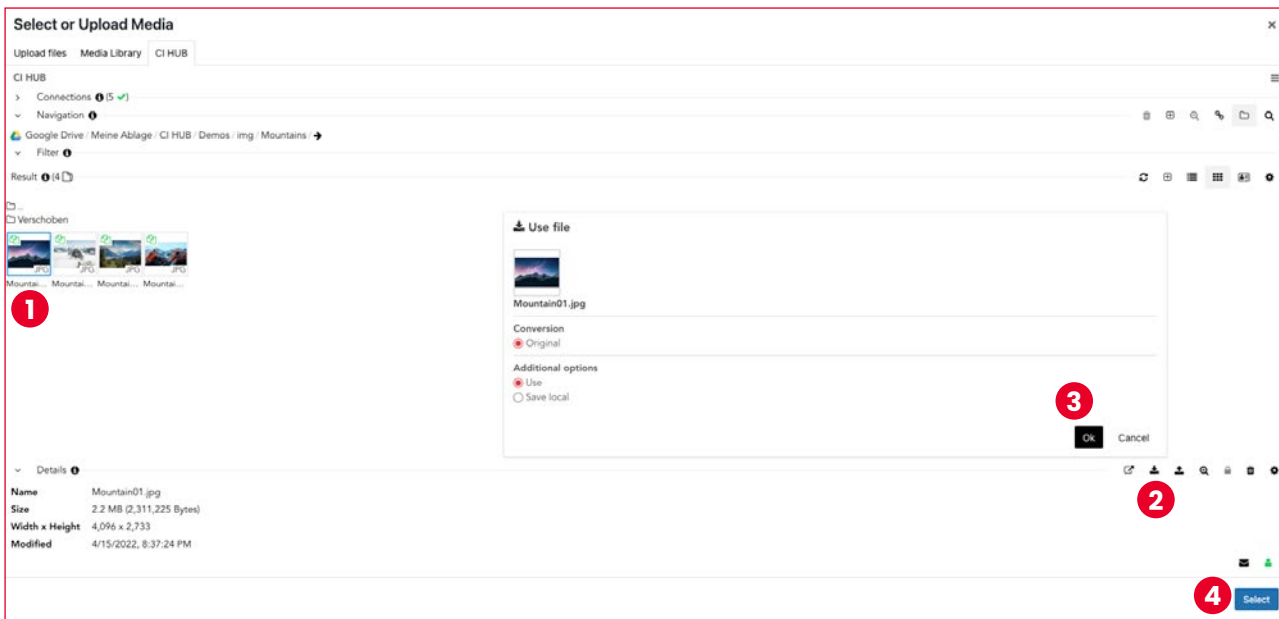 Select or Upload Media
Upload files Media Library CI HUB
CI HUB
Connections (5 ✔)
Navigation
Google Drive / Meine Ablage / CI HUB / Demos / img / Mountains /
Filter
Result (4
..
Verschoben
JPG JPG JPG JPG
Mountai... Mountai... Mountai... Mountai...
1
Use file
Mountain01.jpg
Conversion
Original
Additional options
Use
Save local
3
Ok Cancel
Details
2
Name Mountain01.jpg
Size 2.2 MB (2,311,225 Bytes)
Width x Height 4,096 x 2,733
Modified 4/15/2022, 8:37:24 PM
4 Select